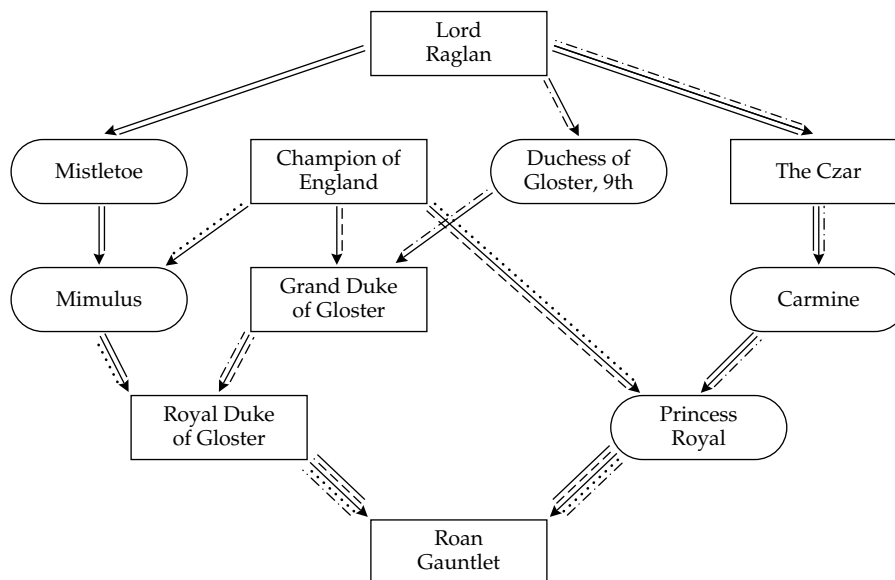 Lord
Raglan
Mistletoe
Champion of
England
Duchess of
Gloster, 9th
The Czar
Mimulus
Grand Duke
of Gloster
Carmine
Royal Duke
of Gloster
Princess
Royal
Roan
Gauntlet